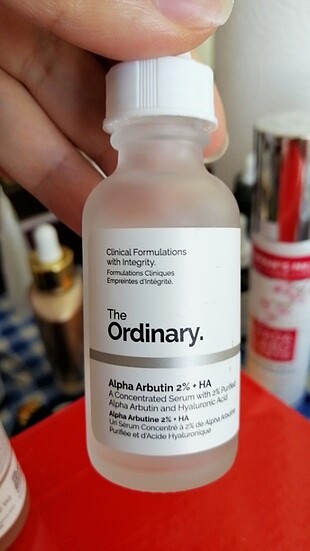 Clinical Formulations
with Integrity.
Formulations Cliniques
Empreintes d'Intégrité.
The
Ordinary.
Alpha Arbutin 2% + HA
A Concentrated Serum with 2% Purified
Alpha Arbutin and Hyaluronic Acid
Alpha Arbutine 2% + HA
Un Sérum Concentré à 2% de Alpha Arbutine
Purifiée et d'Acide Hyaluronique